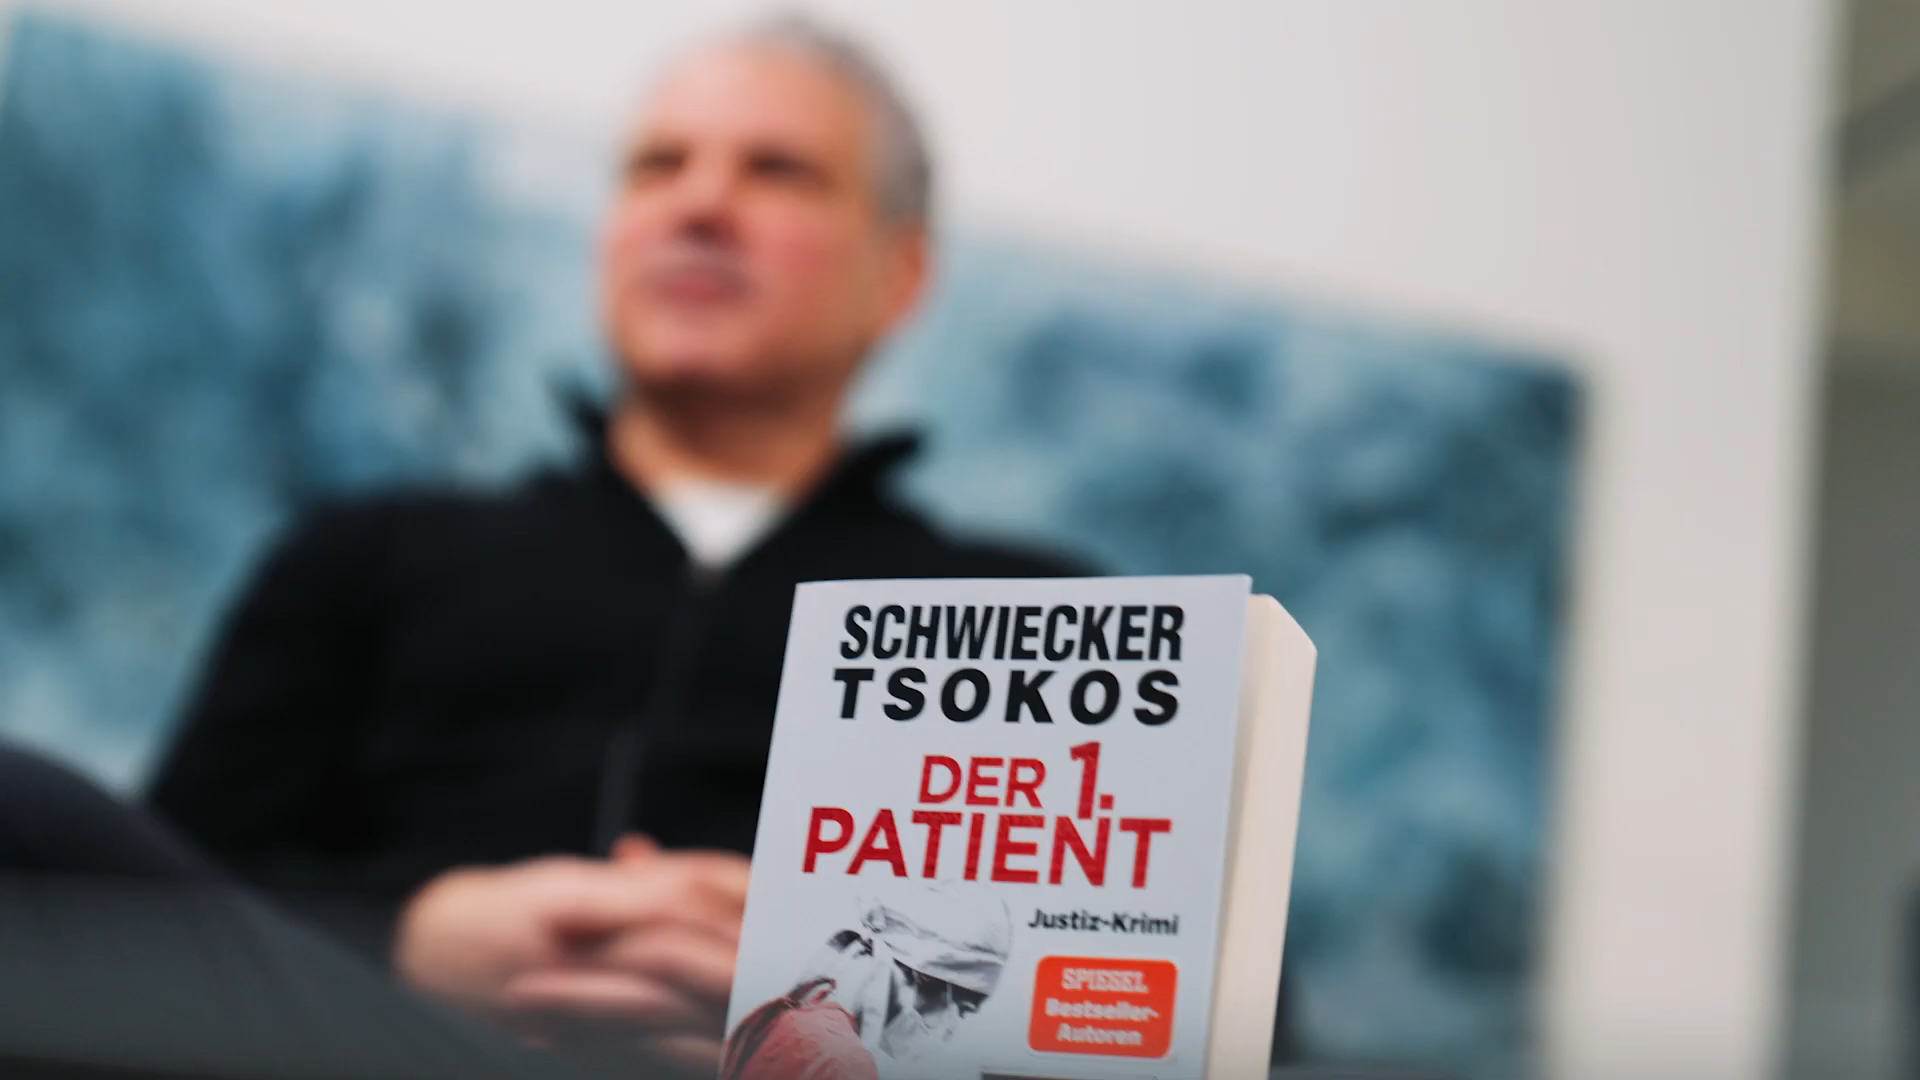 SCHWIECKER
TSOKOS
DER 1.
PATIENT
Justiz-Krimi
SPIEGEL
Bestseller-
Autoren